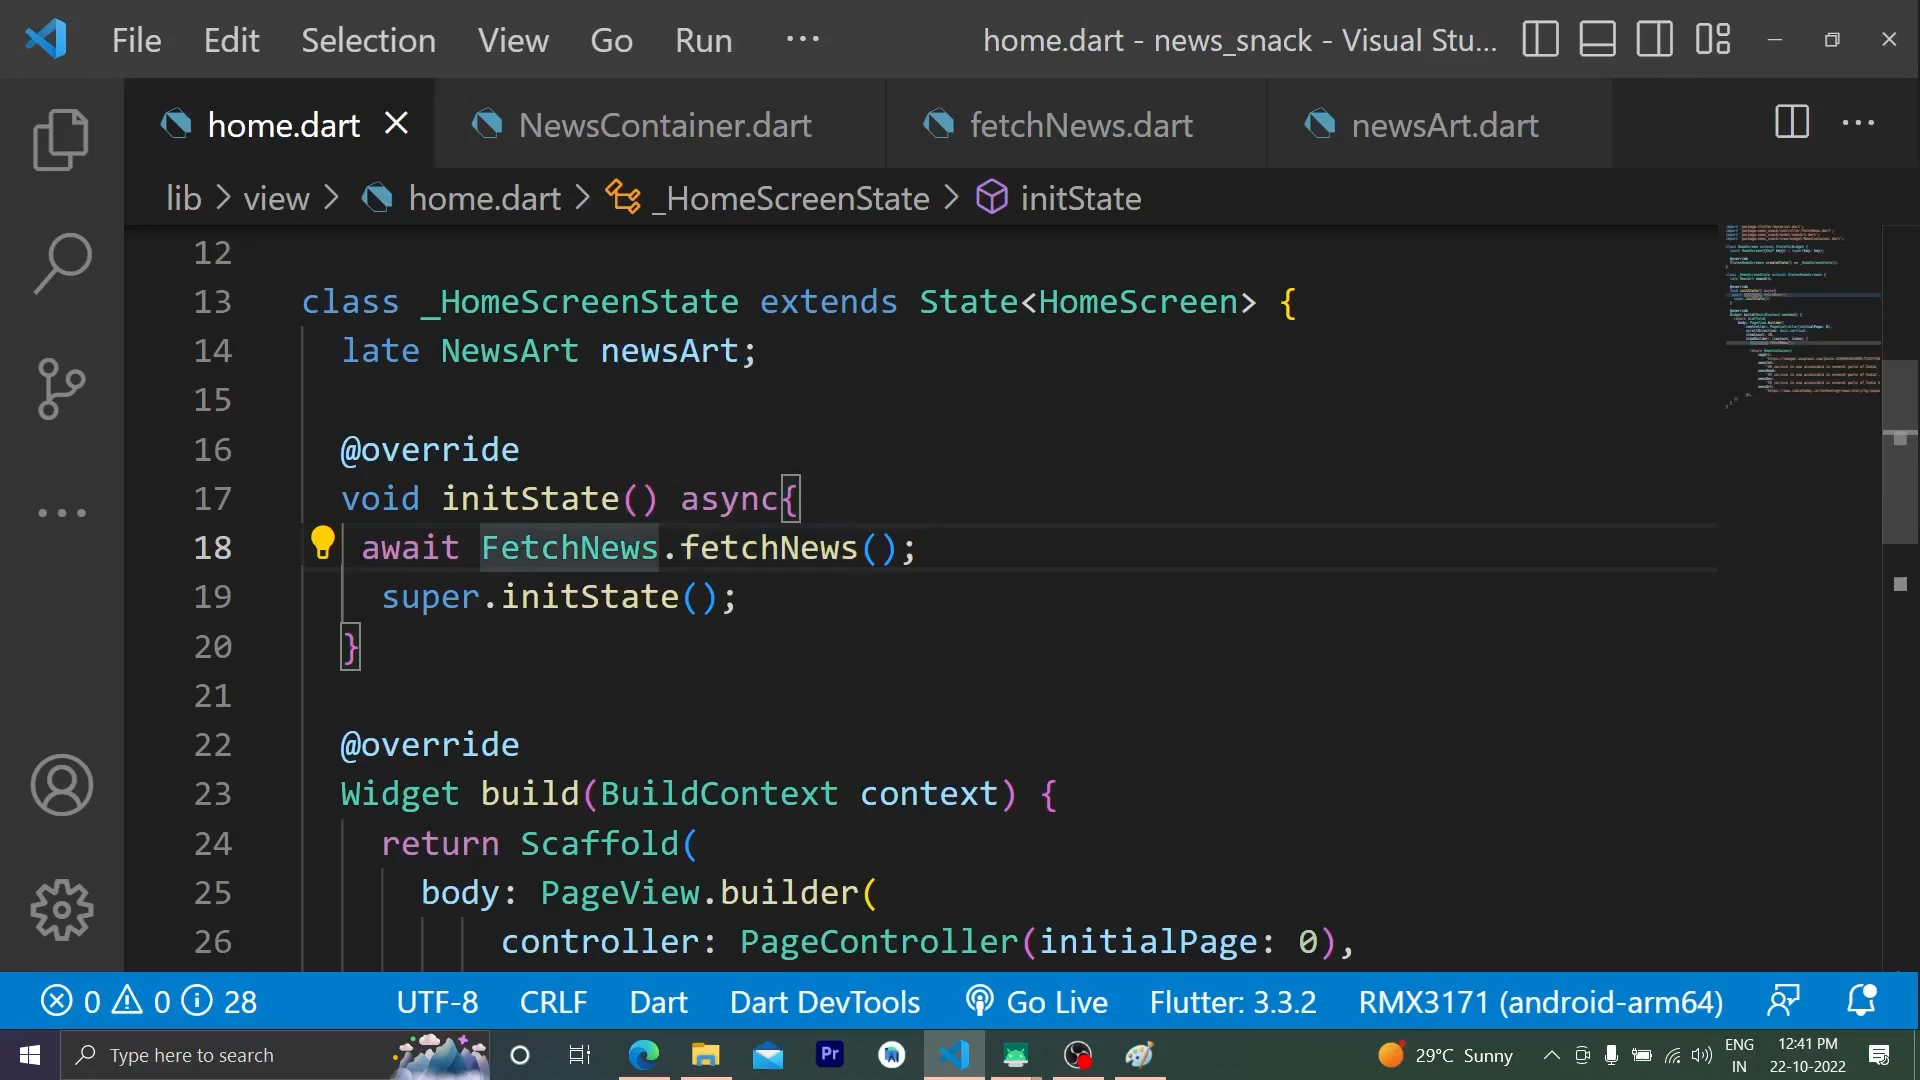 File Edit Selection View Go Run ··· home.dart - news_snack - Visual Stu...
home.dart NewsContainer.dart fetchNews.dart newsArt.dart
lib > view > home.dart > _HomeScreenState > initState
12
13 class _HomeScreenState extends State<HomeScreen> {
14 late NewsArt newsArt;
15
16 @override
17 void initState() async{
18 await FetchNews.fetchNews();
19 super.initState();
20 }
21
22 @override
23 Widget build(BuildContext context) {
24 return Scaffold(
25 body: PageView.builder(
26 controller: PageController(initialPage: 0),
0 0 28 UTF-8 CRLF Dart Dart DevTools Go Live Flutter: 3.3.2 RMX3171 (android-arm64)
Type here to search Pr 29°C Sunny ENG 12:41 PM
IN 22-10-2022